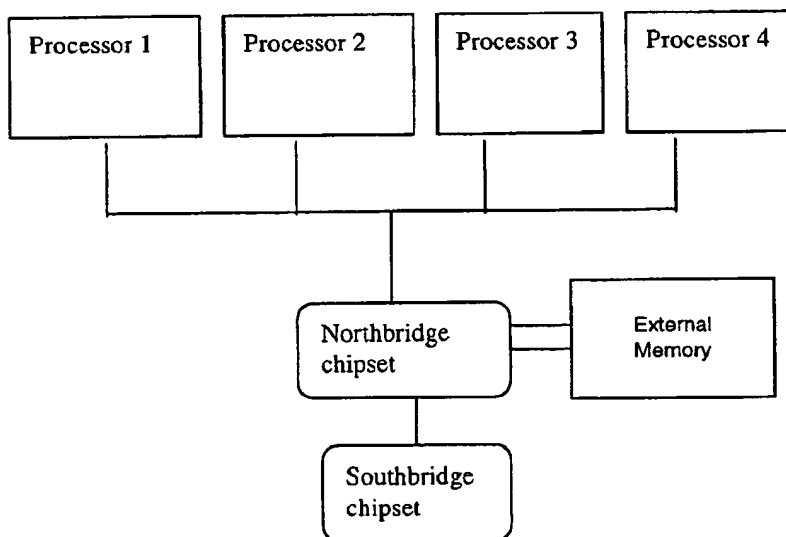 Processor 1
Processor 2
Processor 3
Processor 4
Northbridge
chipset
External
Memory
Southbridge
chipset